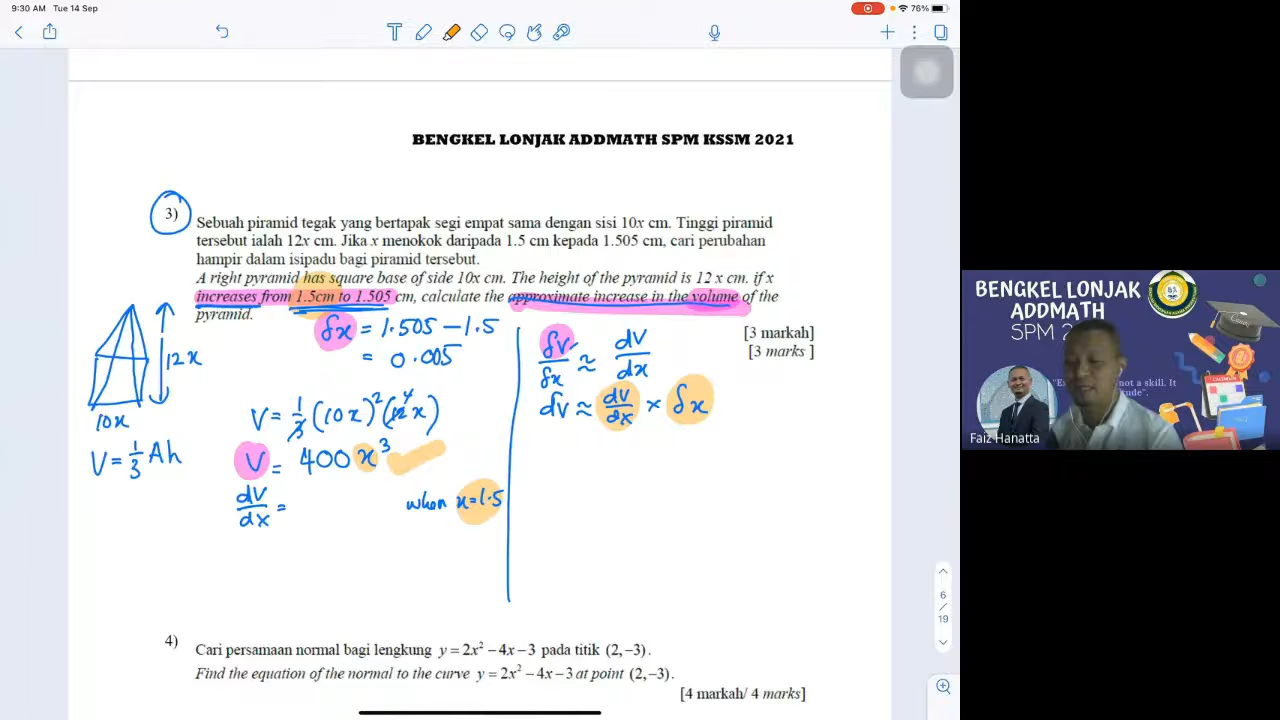 9:30 AM Tue 14 Sep
76%
BENGKEL LONJAK ADDMATH SPM KSSM 2021
3)
Sebuah piramid tegak yang bertapak segi empat sama dengan sisi 10x cm. Tinggi piramid
tersebut ialah 12x cm. Jika x menokok daripada 1.5 cm kepada 1.505 cm, cari perubahan
hampir dalam isipadu bagi piramid tersebut.
A right pyramid has square base of side 10x cm. The height of the pyramid is 12 x cm. if x
increases from 1.5cm to 1.505 cm, calculate the approximate increase in the volume of the
pyramid.
[3 markah]
[3 marks ]
12x
10x
V = 1/3 Ah
δx = 1.505 - 1.5
= 0.005
V = 1/3 (10x)² (12 4 x)
V = 400x³
dV/dx =
when x = 1.5
δV/δx ≈ dV/dx
δV ≈ dV/dx × δx
4)
Cari persamaan normal bagi lengkung y = 2x² − 4x − 3 pada titik (2, −3).
Find the equation of the normal to the curve y = 2x² − 4x − 3 at point (2, −3).
[4 markah/ 4 marks]
6
/
19
BENGKEL LONJAK
ADDMATH
SPM 2
not a skill. It
Faiz Hanatta